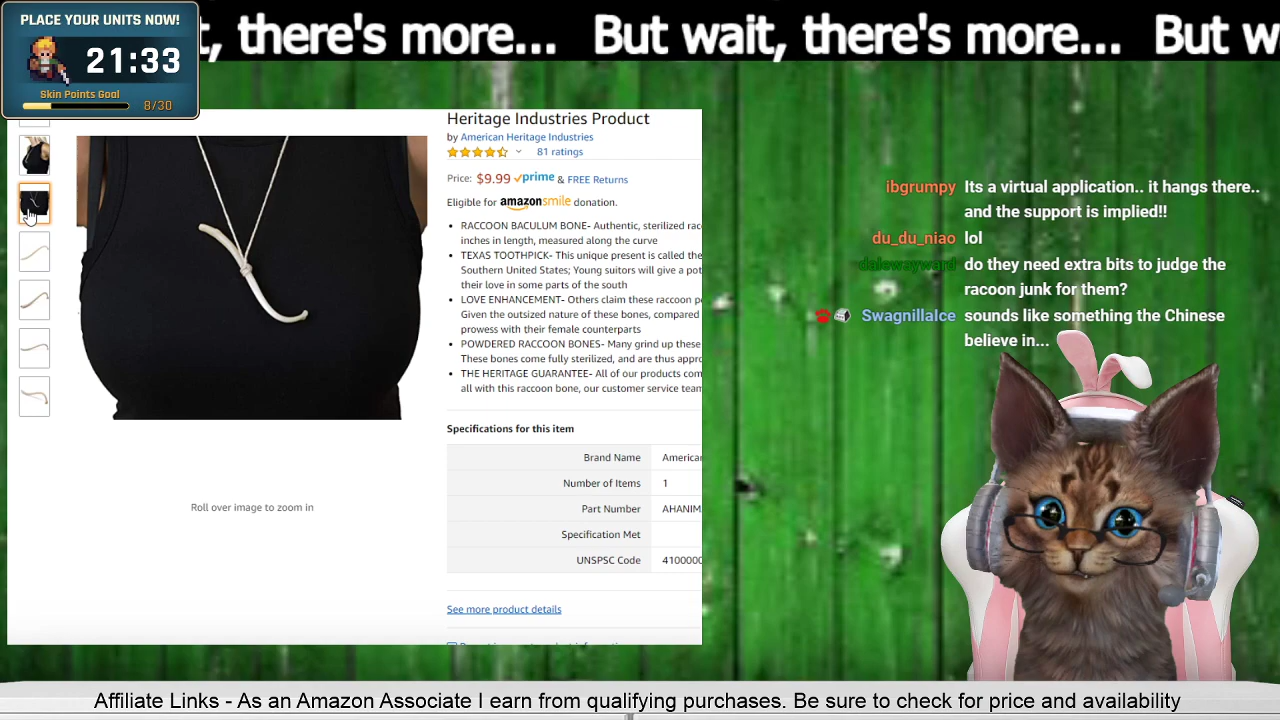 PLACE YOUR UNITS NOW!
21:33
Skin Points Goal
8/30
t, there's more... But wait, there's more... But w
Heritage Industries Product
by American Heritage Industries
81 ratings
Price: $9.99 prime & FREE Returns
Eligible for amazonsmile donation.
• RACCOON BACULUM BONE- Authentic, sterilized rac
inches in length, measured along the curve
• TEXAS TOOTHPICK- This unique present is called the
Southern United States; Young suitors will give a pot
their love in some parts of the south
• LOVE ENHANCEMENT- Others claim these raccoon p
Given the outsized nature of these bones, compared
prowess with their female counterparts
• POWDERED RACCOON BONES- Many grind up these
These bones come fully sterilized, and are thus appro
• THE HERITAGE GUARANTEE- All of our products com
all with this raccoon bone, our customer service team
Specifications for this item
Brand Name America
Number of Items 1
Part Number AHANIM
Specification Met
UNSPSC Code 4100000
See more product details
Roll over image to zoom in
ibgrumpy Its a virtual application.. it hangs there..
and the support is implied!!
du_du_niao lol
dalewayward do they need extra bits to judge the
racoon junk for them?
SwagnillaIce sounds like something the Chinese
believe in...
Affiliate Links - As an Amazon Associate I earn from qualifying purchases. Be sure to check for price and availability